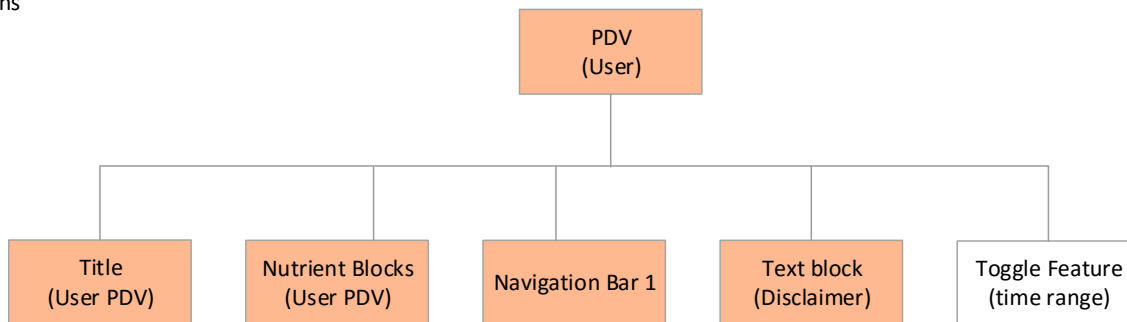 ns
PDV
(User)
Title
(User PDV)
Nutrient Blocks
(User PDV)
Navigation Bar 1
Text block
(Disclaimer)
Toggle Feature
(time range)